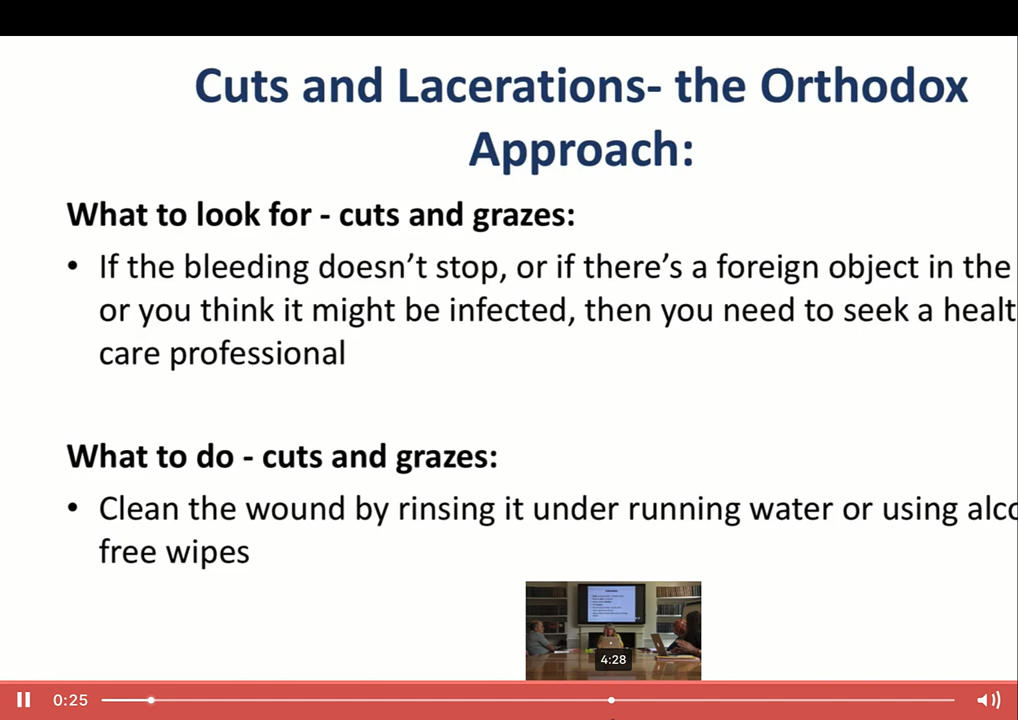 Cuts and Lacerations- the Orthodox
Approach:
What to look for - cuts and grazes:
• If the bleeding doesn't stop, or if there's a foreign object in the
or you think it might be infected, then you need to seek a healt
care professional
What to do - cuts and grazes:
• Clean the wound by rinsing it under running water or using alco
free wipes
4:28
0:25